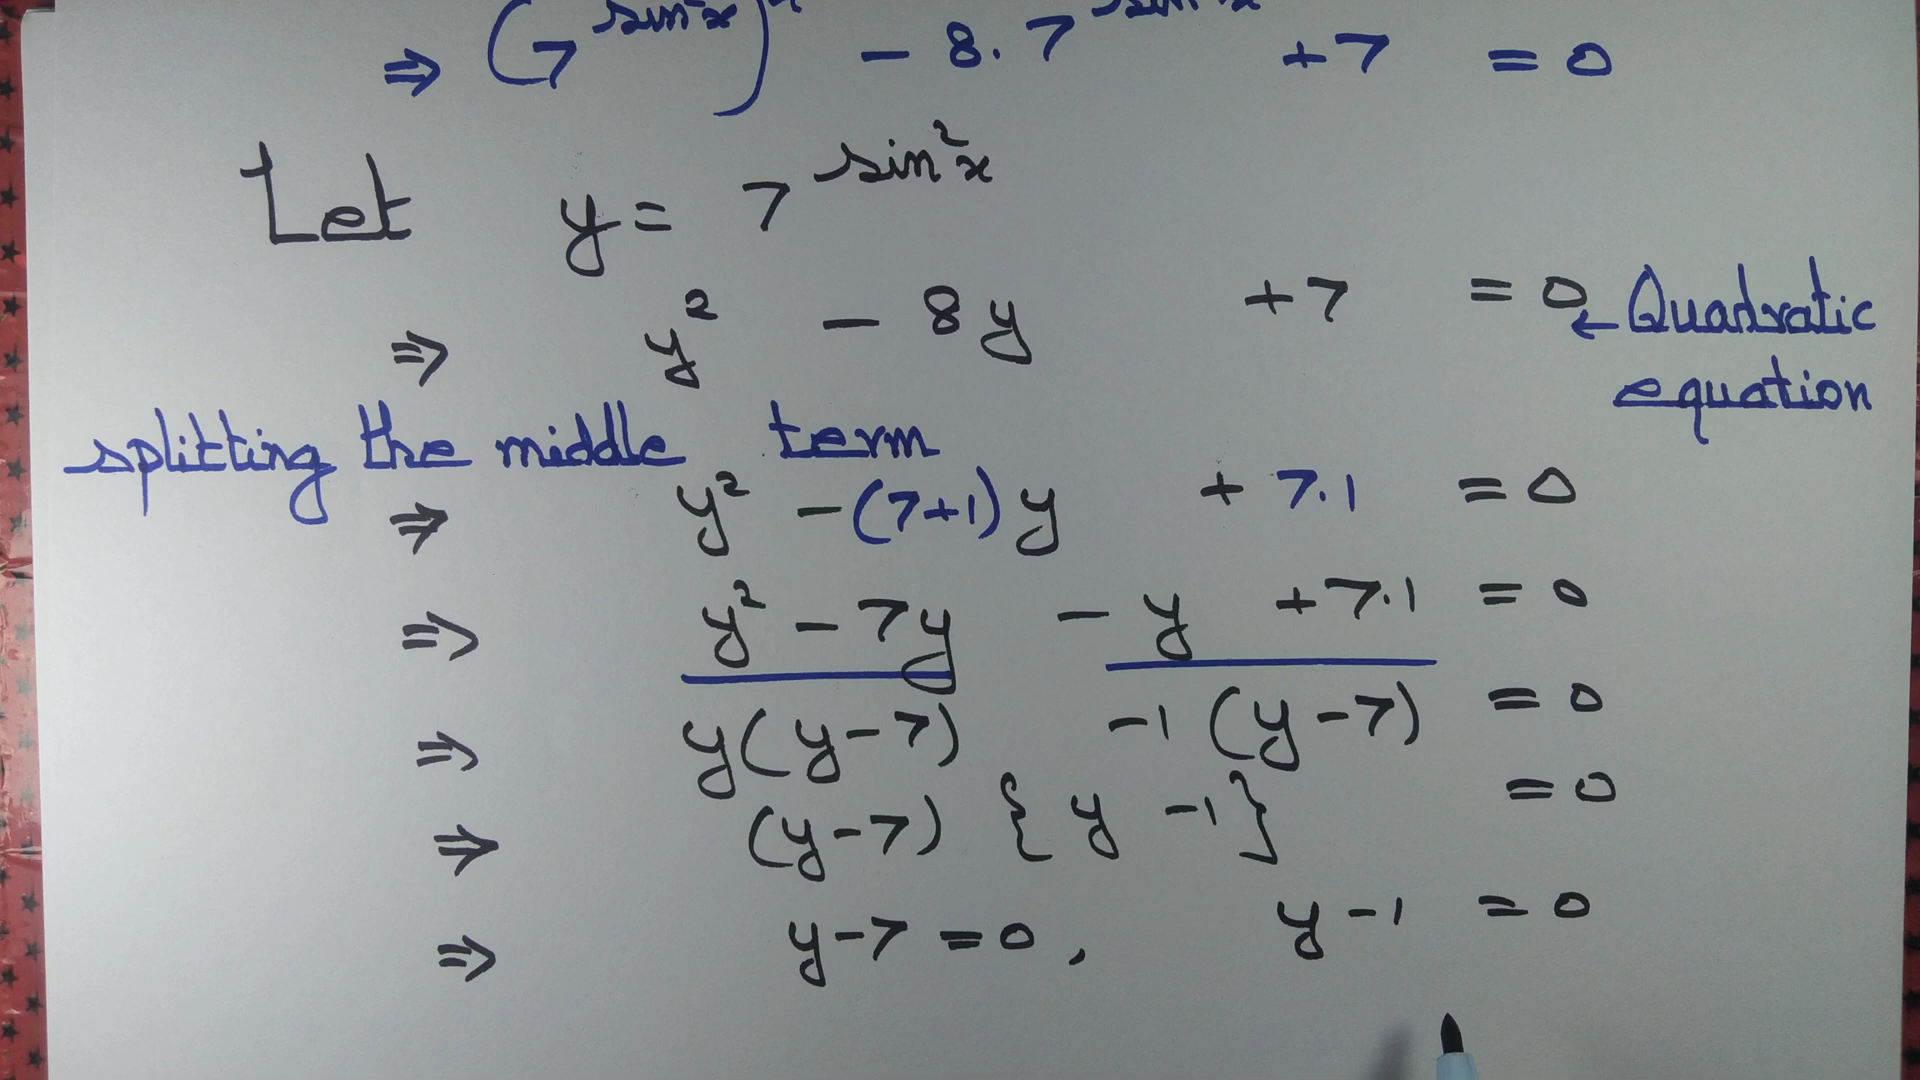 ⇒ (7^sin²x)² - 8.7^sin²x +7 = 0
Let y = 7^sin²x
⇒ y² - 8y +7 = 0 ← Quadratic equation
splitting the middle term
⇒ y² -(7+1)y + 7.1 = 0
⇒ y² - 7y - y +7.1 = 0
⇒ y(y-7) -1(y-7) = 0
⇒ (y-7) {y -1} = 0
⇒ y-7 = 0, y-1 = 0